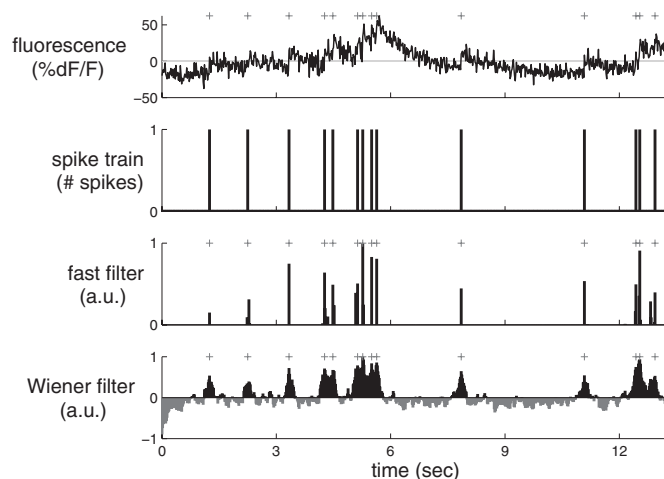 fluorescence
(%dF/F)
50
0
−50
spike train
(# spikes)
1
0
fast filter
(a.u.)
1
0
Wiener filter
(a.u.)
1
0
−1
0 3 6 9 12
time (sec)